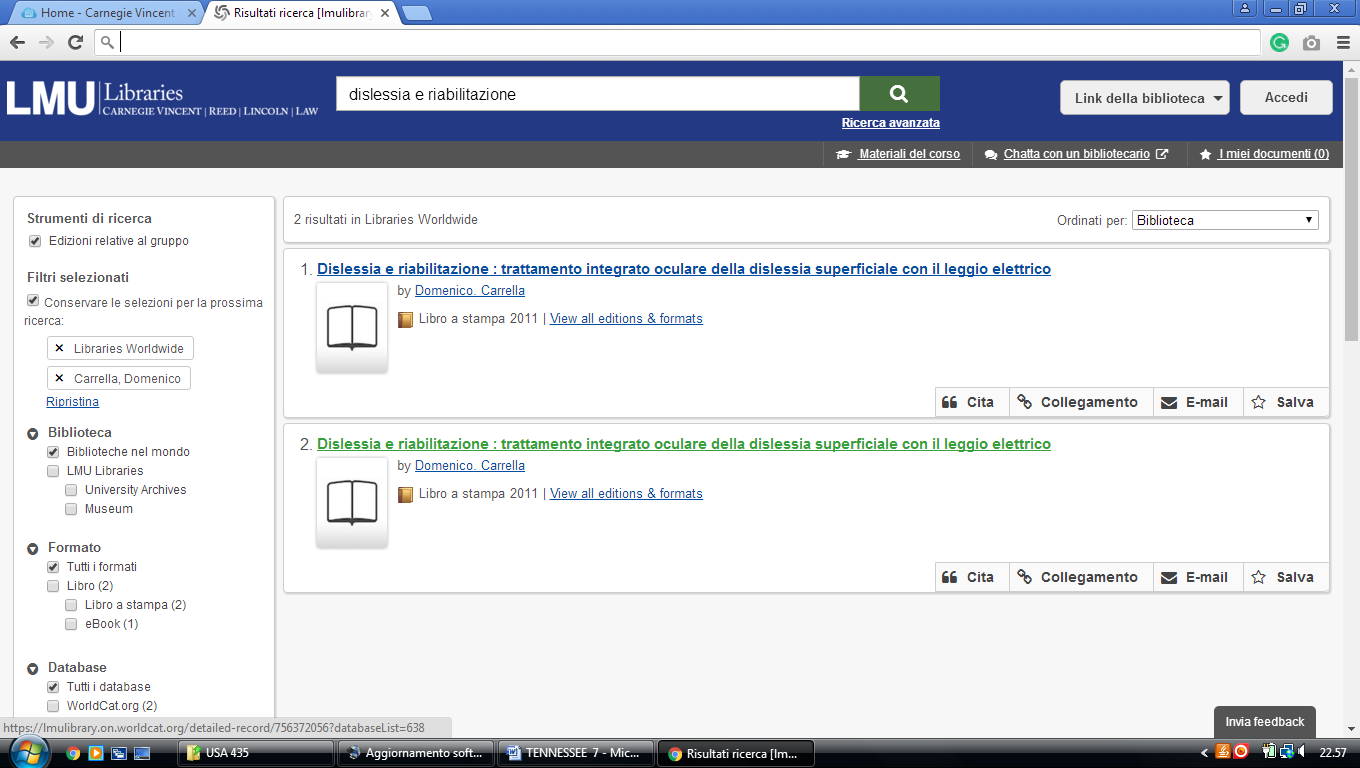 Home - Carnegie Vincent
Risultati ricerca [lmulibrary
LMU Libraries
CARNEGIE VINCENT | REED | LINCOLN | LAW
dislessia e riabilitazione
Ricerca avanzata
Link della biblioteca
Accedi
Materiali del corso
Chatta con un bibliotecario
I miei documenti (0)
Strumenti di ricerca
Edizioni relative al gruppo
Filtri selezionati
Conservare le selezioni per la prossima
ricerca:
Libraries Worldwide
Carrella, Domenico
Ripristina
Biblioteca
Biblioteche nel mondo
LMU Libraries
University Archives
Museum
Formato
Tutti i formati
Libro (2)
Libro a stampa (2)
eBook (1)
Database
Tutti i database
WorldCat.org (2)
2 risultati in Libraries Worldwide
Ordinati per: Biblioteca
1. Dislessia e riabilitazione : trattamento integrato oculare della dislessia superficiale con il leggio elettrico
by Domenico. Carrella
Libro a stampa 2011 | View all editions & formats
Cita Collegamento E-mail Salva
2. Dislessia e riabilitazione : trattamento integrato oculare della dislessia superficiale con il leggio elettrico
by Domenico. Carrella
Libro a stampa 2011 | View all editions & formats
Cita Collegamento E-mail Salva
Invia feedback
https://lmulibrary.on.worldcat.org/detailed-record/756372056?databaseList=638
USA 435
Aggiornamento soft...
TENNESSEE 7 - Mic...
Risultati ricerca [lmu...
22.57